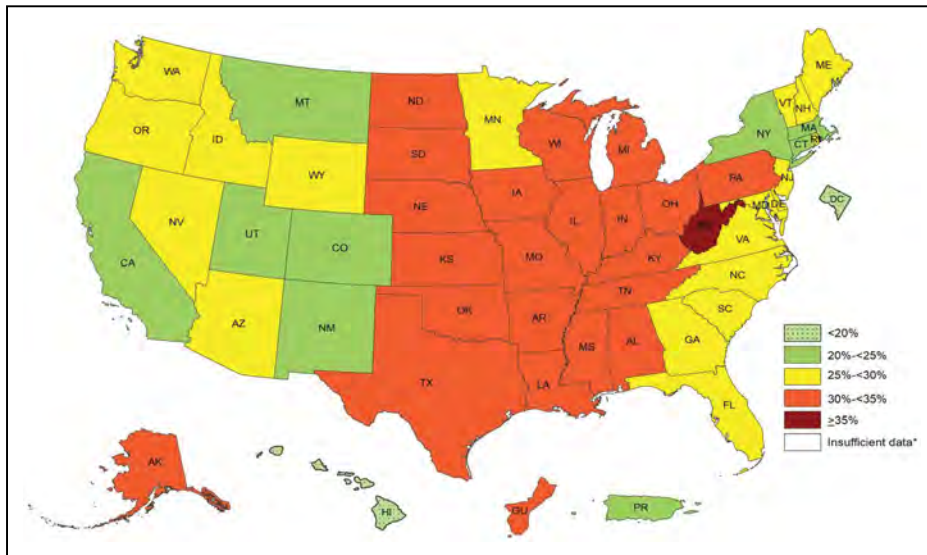 WA
MT
ND
MN
ME
VT
NH
OR
ID
SD
WI
MI
NY
MA
CT
RI
WY
IA
PA
NJ
NE
OH
MD
DE
DC
NV
UT
CO
IL
IN
VA
CA
KS
MO
KY
NC
TN
AZ
NM
OK
AR
SC
MS
AL
GA
TX
LA
FL
<20%
20%-<25%
25%-<30%
30%-<35%
≥35%
Insufficient data*
AK
HI
GU
PR